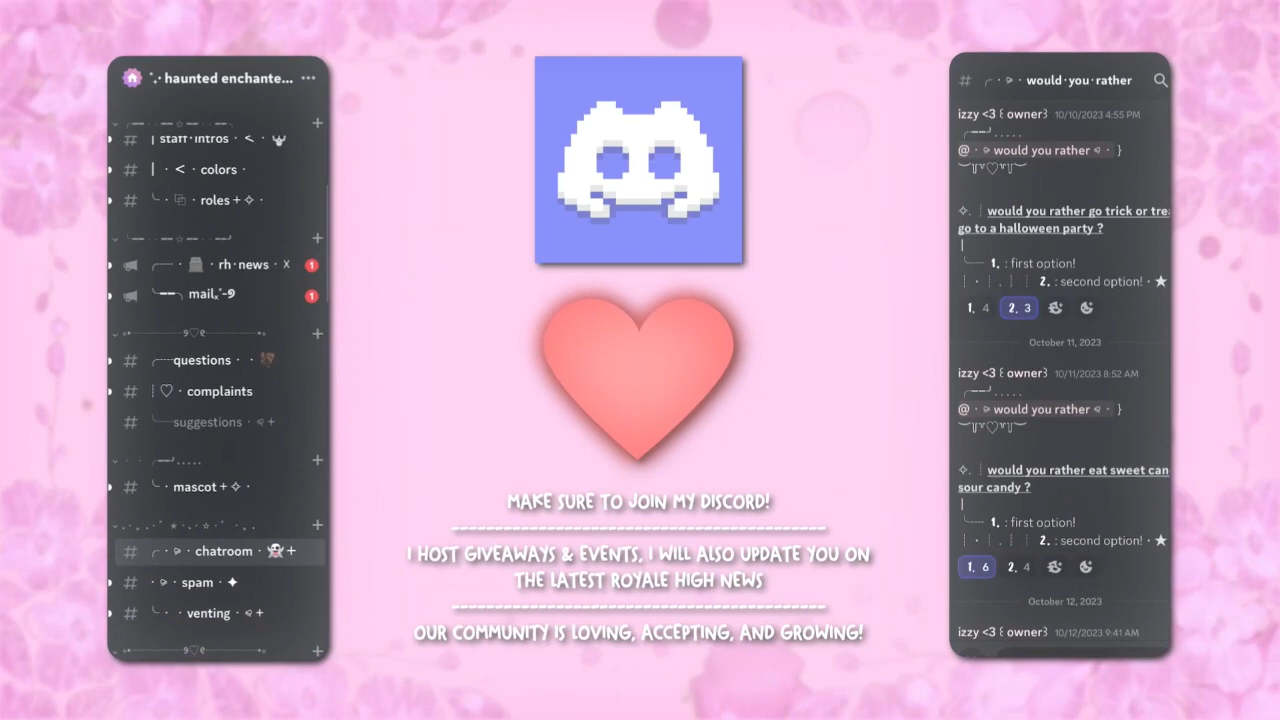 haunted enchante...
staff·intros
colors
roles
rh·news
1
mail
1
questions
complaints
suggestions
mascot
chatroom
spam
venting
MAKE SURE TO JOIN MY DISCORD!
I HOST GIVEAWAYS & EVENTS, I WILL ALSO UPDATE YOU ON
THE LATEST ROYALE HIGH NEWS
OUR COMMUNITY IS LOVING, ACCEPTING, AND GROWING!
would·you·rather
izzy <3 ꒰ owner꒱ 10/10/2023 4:55 PM
@ · would you rather · }
would you rather go trick or trea
go to a halloween party ?
1. : first option!
2. : second option! · ★
1. 4 2. 3
October 11, 2023
izzy <3 ꒰ owner꒱ 10/11/2023 8:52 AM
@ · would you rather · }
would you rather eat sweet can
sour candy ?
1. : first option!
2. : second option! · ★
1. 6 2. 4
October 12, 2023
izzy <3 ꒰ owner꒱ 10/12/2023 9:41 AM